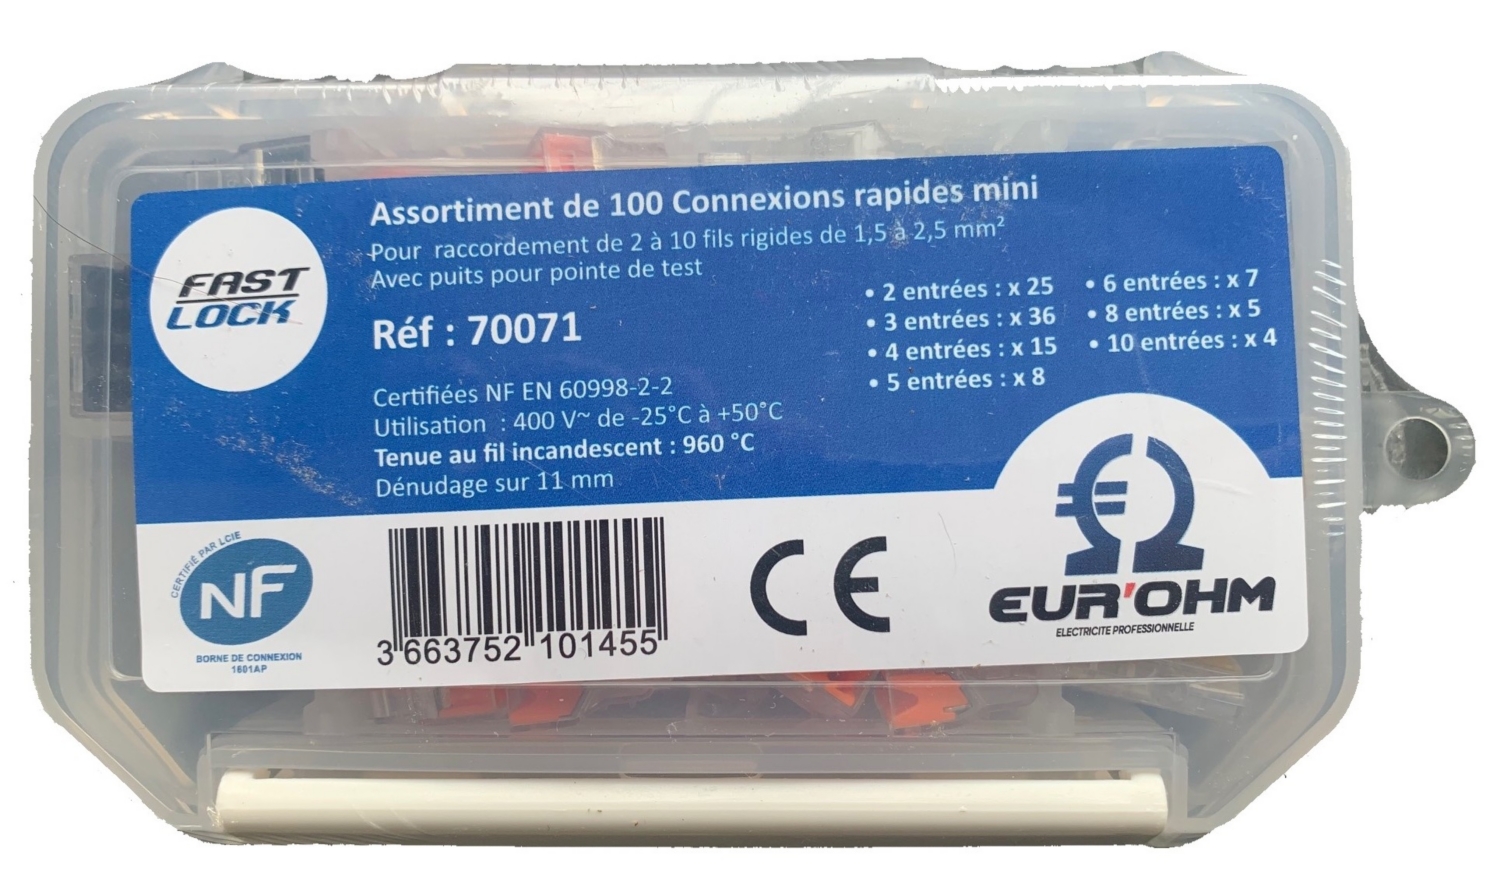 Assortiment de 100 Connexions rapides mini
Pour raccordement de 2 à 10 fils rigides de 1,5 à 2,5 mm²
Avec puits pour pointe de test
FAST
LOCK
Réf : 70071
• 2 entrées : x 25
• 3 entrées : x 36
• 4 entrées : x 15
• 5 entrées : x 8
• 6 entrées : x 7
• 8 entrées : x 5
• 10 entrées : x 4
Certifiées NF EN 60998-2-2
Utilisation : 400 V~ de -25°C à +50°C
Tenue au fil incandescent : 960 °C
Dénudage sur 11 mm
CERTIFIÉ PAR LCIE
NF
BORNE DE CONNEXION
1601AP
3 663752 101455
CE
EUR'OHM
ELECTRICITE PROFESSIONNELLE